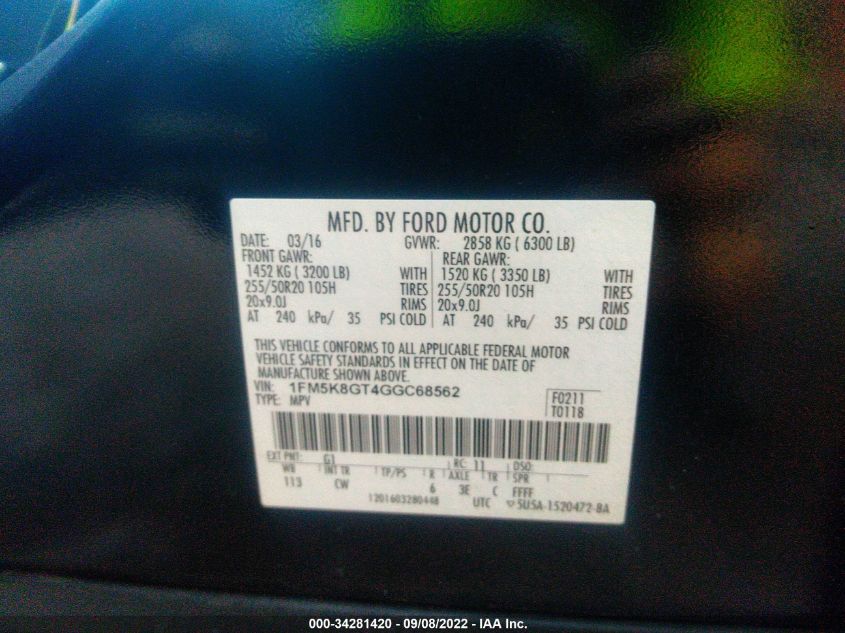 MFD. BY FORD MOTOR CO.
DATE: 03/16 GVWR: 2858 KG ( 6300 LB)
FRONT GAWR: REAR GAWR:
1452 KG ( 3200 LB) WITH 1520 KG ( 3350 LB) WITH
255/50R20 105H TIRES 255/50R20 105H TIRES
20x9.0J RIMS 20x9.0J RIMS
AT 240 kPa/ 35 PSI COLD AT 240 kPa/ 35 PSI COLD
THIS VEHICLE CONFORMS TO ALL APPLICABLE FEDERAL MOTOR
VEHICLE SAFETY STANDARDS IN EFFECT ON THE DATE OF
MANUFACTURE SHOWN ABOVE.
VIN: 1FM5K8GT4GGC68562
TYPE: MPV
F0211
T0118
EXT PNT: G1 RC: 11 DSO:
WB INT TR TP/PS R AXLE TR SPR
113 CW 6 3E C FFFF
1201603280448 UTC ▽5U5A-1520472-BA
000-34281420 - 09/08/2022 - IAA Inc.